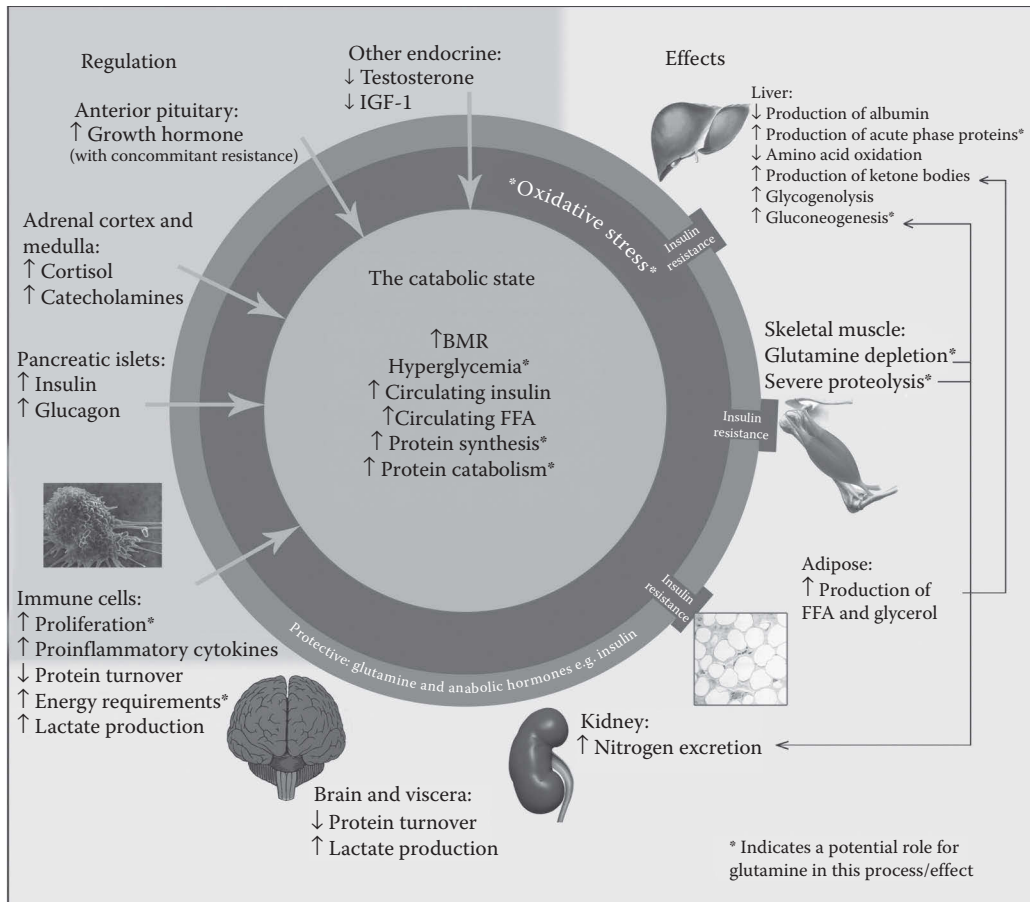 Regulation
Anterior pituitary:
↑ Growth hormone
(with concommitant resistance)
Other endocrine:
↓ Testosterone
↓ IGF-1
Adrenal cortex and
medulla:
↑ Cortisol
↑ Catecholamines
Pancreatic islets:
↑ Insulin
↑ Glucagon
Immune cells:
↑ Proliferation*
↑ Proinflammatory cytokines
↓ Protein turnover
↑ Energy requirements*
↑ Lactate production
*Oxidative stress*
The catabolic state
↑BMR
Hyperglycemia*
↑ Circulating insulin
↑Circulating FFA
↑ Protein synthesis*
↑ Protein catabolism*
Protective: glutamine and anabolic hormones e.g. insulin
Insulin
resistance
Insulin
resistance
Insulin
resistance
Effects
Liver:
↓ Production of albumin
↑ Production of acute phase proteins*
↓ Amino acid oxidation
↑ Production of ketone bodies
↑ Glycogenolysis
↑ Gluconeogenesis*
Skeletal muscle:
Glutamine depletion*
Severe proteolysis*
Adipose:
↑ Production of
FFA and glycerol
Kidney:
↑ Nitrogen excretion
Brain and viscera:
↓ Protein turnover
↑ Lactate production
* Indicates a potential role for
glutamine in this process/effect